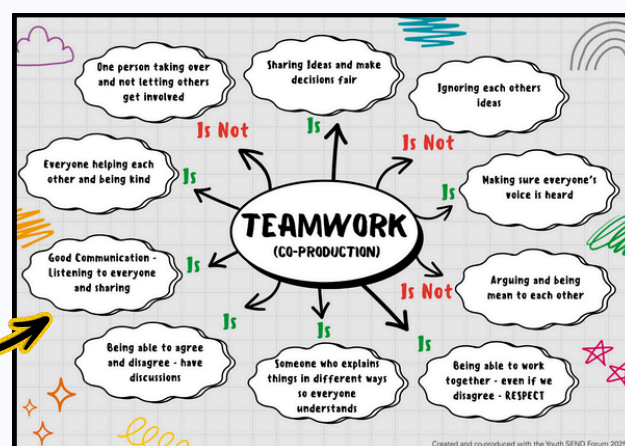 One person taking over
and not letting others
get involved
Is Not
Sharing Ideas and make
decisions fair
Is
Ignoring each others
ideas
Is Not
Everyone helping each
other and being kind
Is
Making sure everyone's
voice is heard
Is
TEAMWORK
(CO-PRODUCTION)
Good Communication -
Listening to everyone
and sharing
Is
Arguing and being
mean to each other
Is Not
Being able to agree
and disagree - have
discussions
Is
Someone who explains
things in different ways
so everyone
understands
Is
Being able to work
together - even if we
disagree - RESPECT
Is
Created and co-produced with the Youth SEND Forum